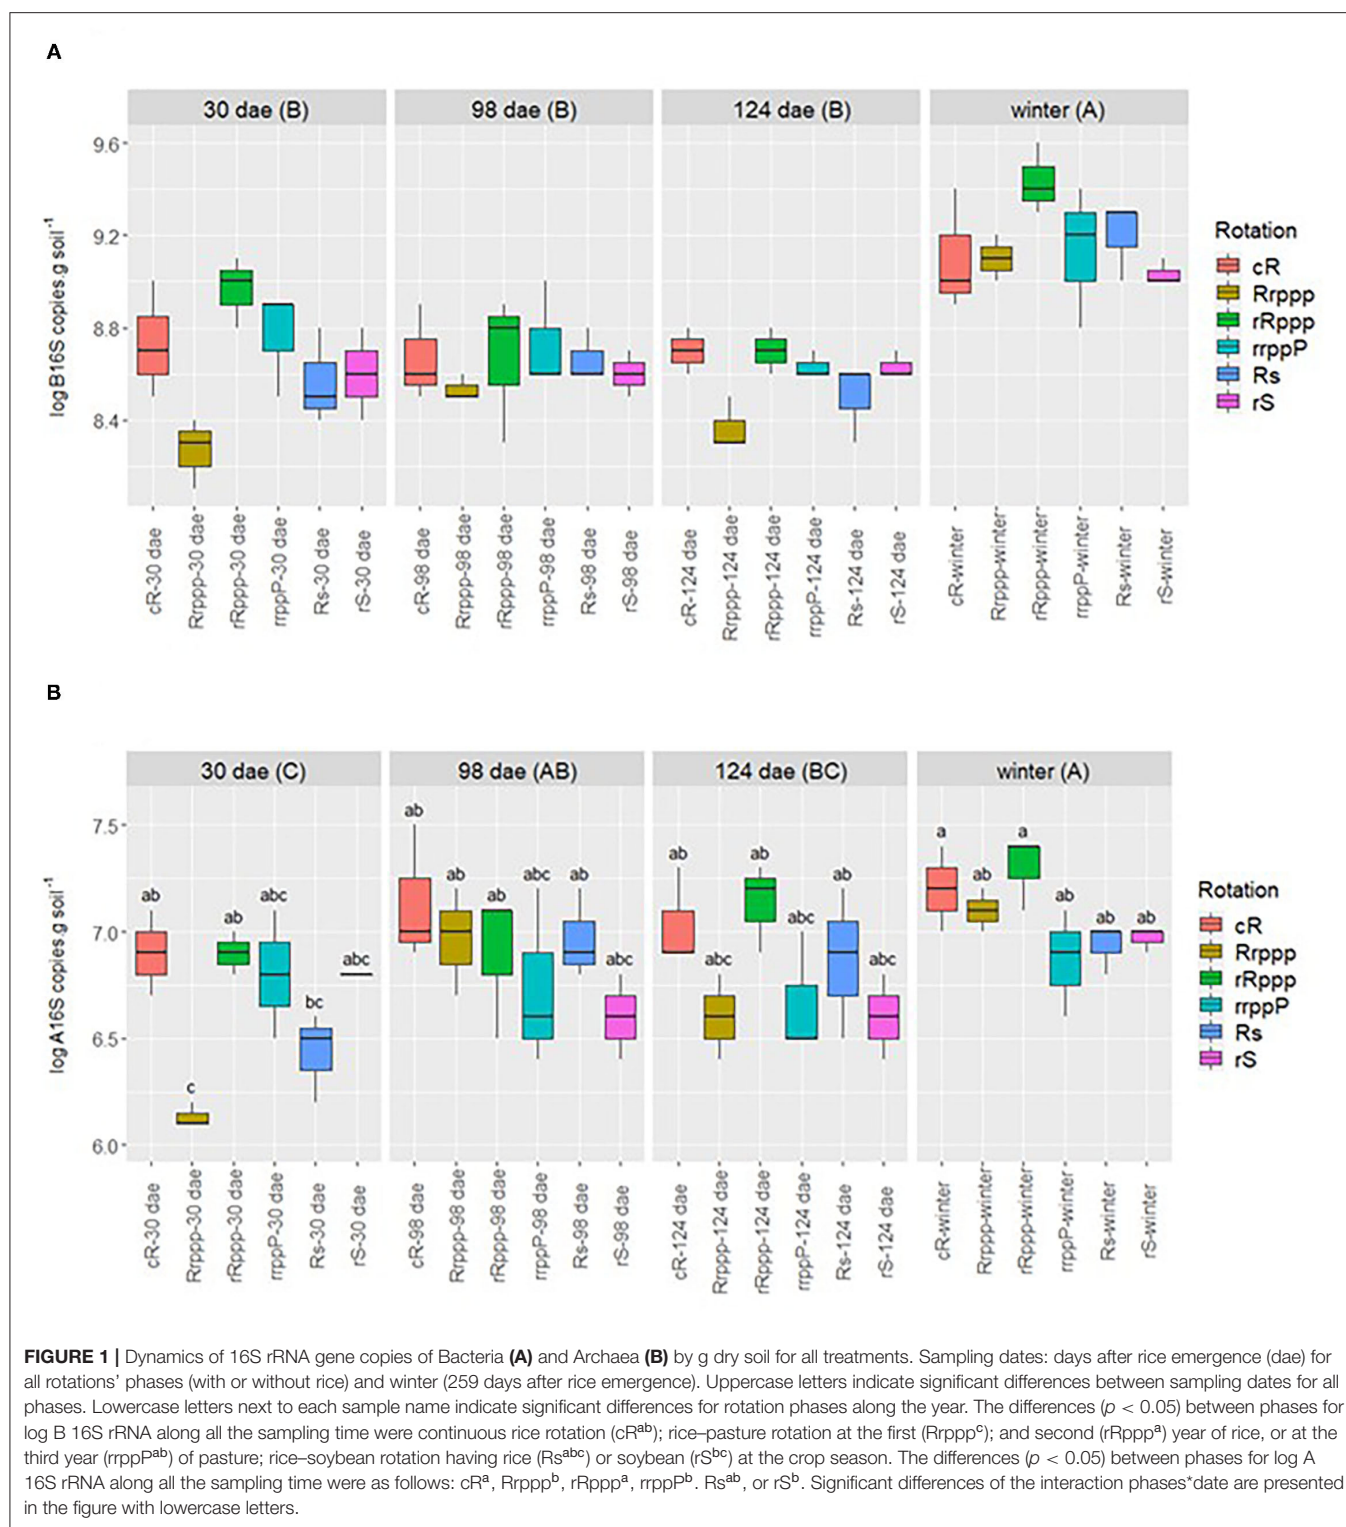 A
30 dae (B) 98 dae (B) 124 dae (B) winter (A)
9.6
9.2
8.8
8.4
log B16S copies.g soil⁻¹
cR-30 dae
Rrppp-30 dae
rRppp-30 dae
rrppP-30 dae
Rs-30 dae
rS-30 dae
cR-98 dae
Rrppp-98 dae
rRppp-98 dae
rrppP-98 dae
Rs-98 dae
rS-98 dae
cR-124 dae
Rrppp-124 dae
rRppp-124 dae
rrppP-124 dae
Rs-124 dae
rS-124 dae
cR-winter
Rrppp-winter
rRppp-winter
rrppP-winter
Rs-winter
rS-winter
Rotation
cR
Rrppp
rRppp
rrppP
Rs
rS
B
30 dae (C) 98 dae (AB) 124 dae (BC) winter (A)
7.5
7.0
6.5
6.0
log A16S copies.g soil⁻¹
ab c ab abc bc abc
ab ab ab abc ab abc
ab abc ab abc ab abc
a ab a ab ab ab
cR-30 dae
Rrppp-30 dae
rRppp-30 dae
rrppP-30 dae
Rs-30 dae
rS-30 dae
cR-98 dae
Rrppp-98 dae
rRppp-98 dae
rrppP-98 dae
Rs-98 dae
rS-98 dae
cR-124 dae
Rrppp-124 dae
rRppp-124 dae
rrppP-124 dae
Rs-124 dae
rS-124 dae
cR-winter
Rrppp-winter
rRppp-winter
rrppP-winter
Rs-winter
rS-winter
Rotation
cR
Rrppp
rRppp
rrppP
Rs
rS
FIGURE 1 | Dynamics of 16S rRNA gene copies of Bacteria (A) and Archaea (B) by g dry soil for all treatments. Sampling dates: days after rice emergence (dae) for
all rotations' phases (with or without rice) and winter (259 days after rice emergence). Uppercase letters indicate significant differences between sampling dates for all
phases. Lowercase letters next to each sample name indicate significant differences for rotation phases along the year. The differences (p < 0.05) between phases for
log B 16S rRNA along all the sampling time were continuous rice rotation (cRᵃᵇ); rice–pasture rotation at the first (Rrpppᶜ); and second (rRpppᵃ) year of rice, or at the
third year (rrppPᵃᵇ) of pasture; rice–soybean rotation having rice (Rsᵃᵇᶜ) or soybean (rSᵇᶜ) at the crop season. The differences (p < 0.05) between phases for log A
16S rRNA along all the sampling time were as follows: cRᵃ, Rrpppᵇ, rRpppᵃ, rrppPᵇ. Rsᵃᵇ, or rSᵇ. Significant differences of the interaction phases*date are presented
in the figure with lowercase letters.